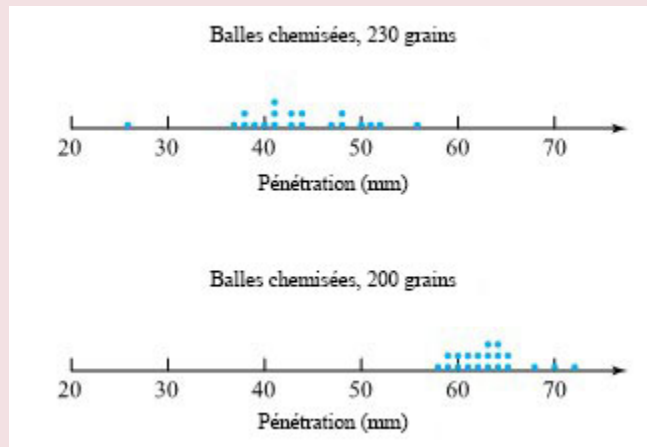 Balles chemisées, 230 grains
20 30 40 50 60 70
Pénétration (mm)
Balles chemisées, 200 grains
20 30 40 50 60 70
Pénétration (mm)